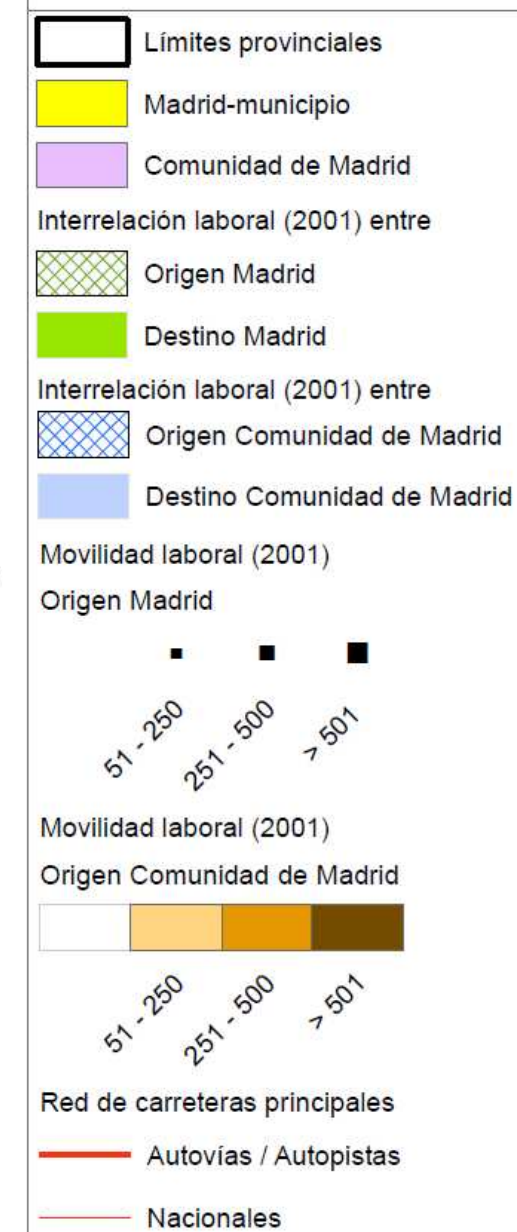 Límites provinciales
Madrid-municipio
Comunidad de Madrid
Interrelación laboral (2001) entre
Origen Madrid
Destino Madrid
Interrelación laboral (2001) entre
Origen Comunidad de Madrid
Destino Comunidad de Madrid
Movilidad laboral (2001)
Origen Madrid
51 - 250
251 - 500
> 501
Movilidad laboral (2001)
Origen Comunidad de Madrid
51 - 250
251 - 500
> 501
Red de carreteras principales
Autovías / Autopistas
Nacionales